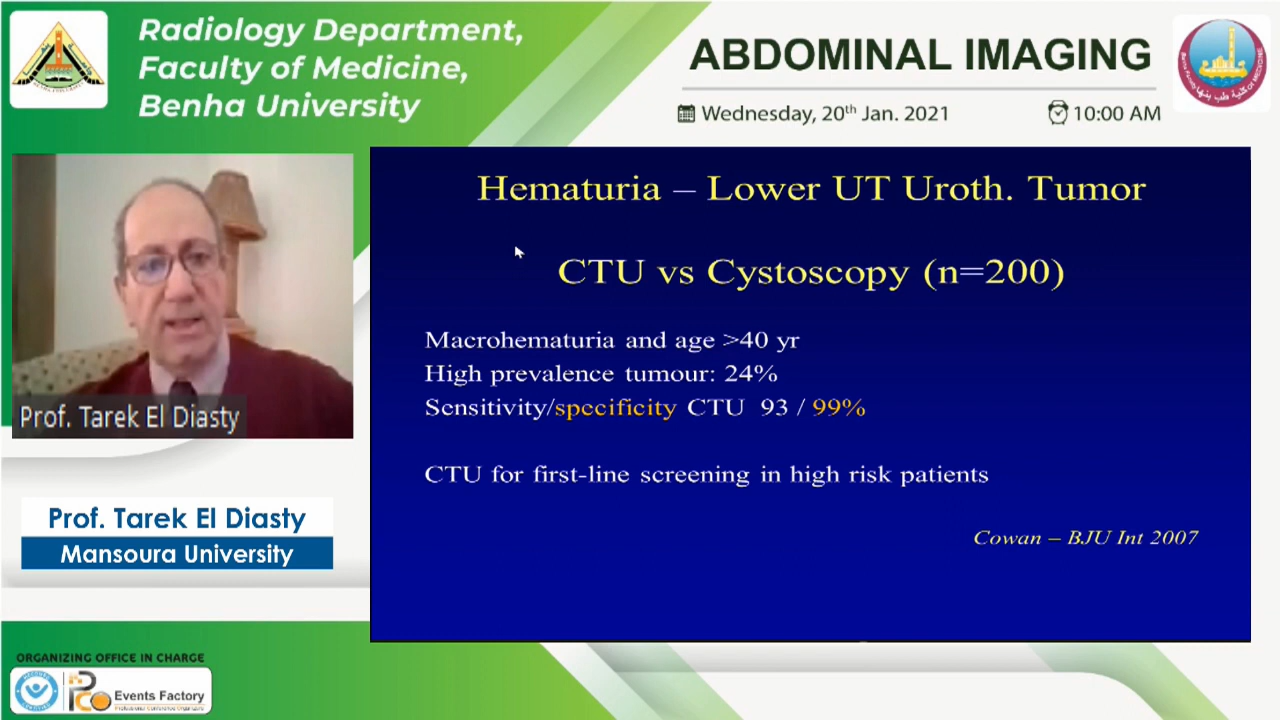 Radiology Department,
Faculty of Medicine,
Benha University
ABDOMINAL IMAGING
Wednesday, 20th Jan. 2021
10:00 AM
Prof. Tarek El Diasty
Prof. Tarek El Diasty
Mansoura University
Hematuria – Lower UT Uroth. Tumor
CTU vs Cystoscopy (n=200)
Macrohematuria and age >40 yr
High prevalence tumour: 24%
Sensitivity/specificity CTU 93 / 99%
CTU for first-line screening in high risk patients
Cowan – BJU Int 2007
ORGANIZING OFFICE IN CHARGE
Events Factory